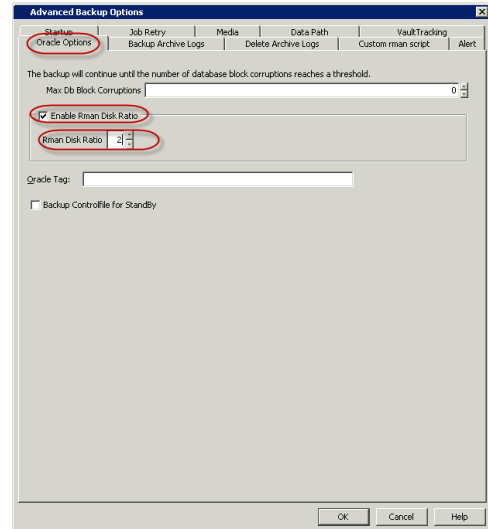 Advanced Backup Options
Startup Job Retry Media Data Path VaultTracking
Oracle Options Backup Archive Logs Delete Archive Logs Custom rman script Alert
The backup will continue until the number of database block corruptions reaches a threshold.
Max Db Block Corruptions 0
Enable Rman Disk Ratio
Rman Disk Ratio 2
Oracle Tag:
Backup Controlfile for StandBy
OK Cancel Help